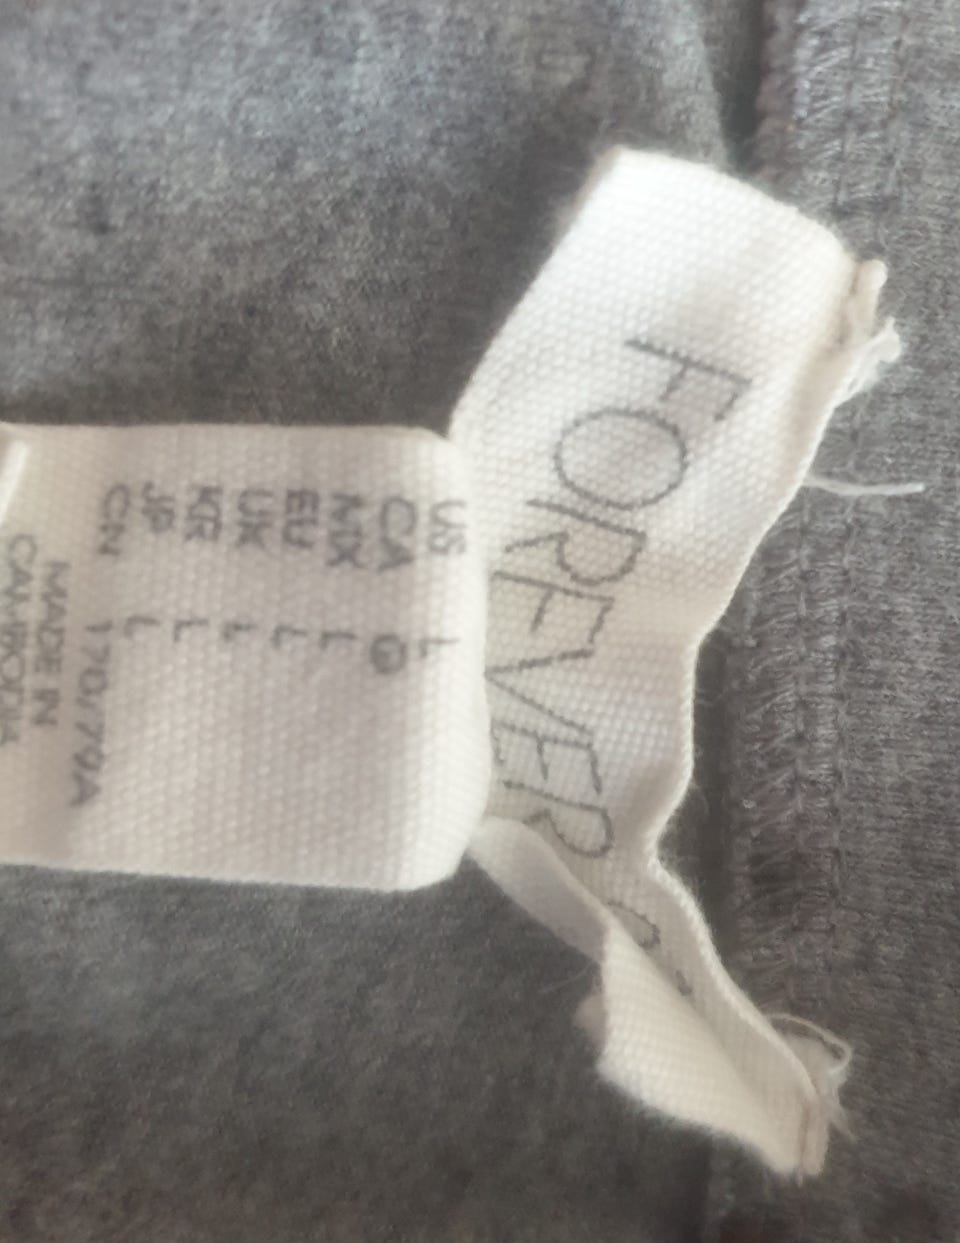 FOREVER
US L
CA G
MX L
EU L
UK L
KR L
JP L
CN 170/79A
MADE IN
CAMBODIA